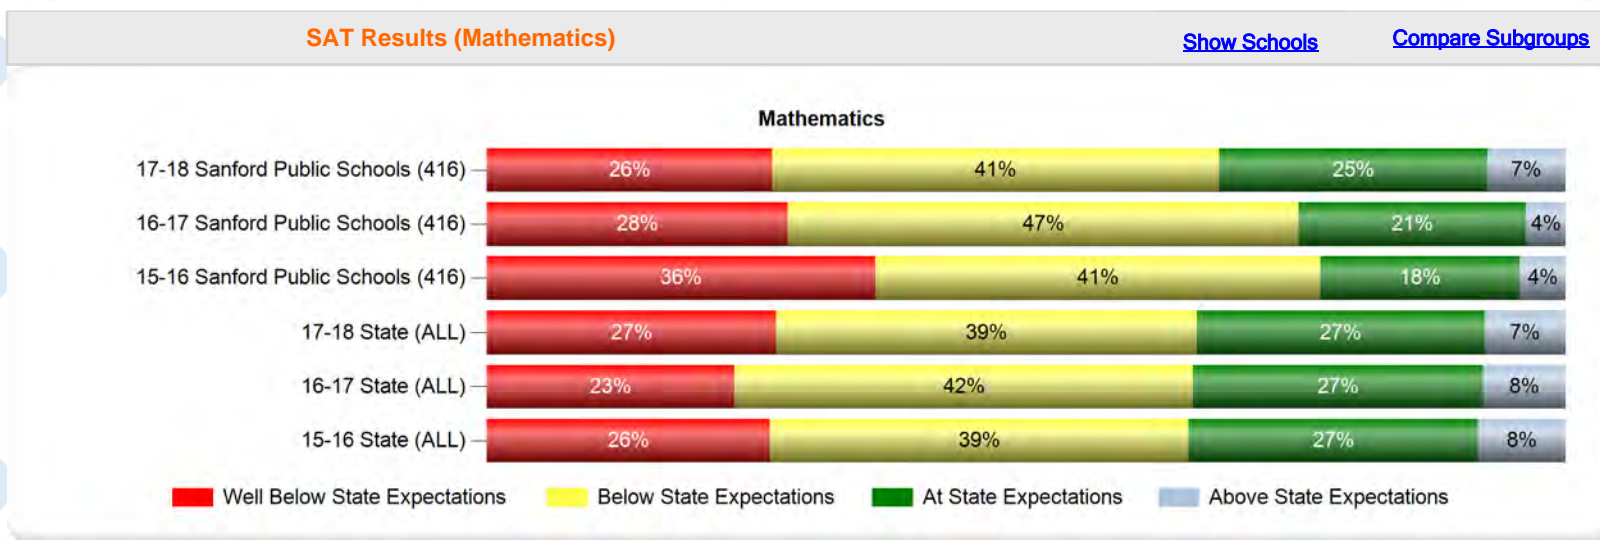 SAT Results (Mathematics) Show Schools Compare Subgroups
Mathematics
17-18 Sanford Public Schools (416) 26% 41% 25% 7%
16-17 Sanford Public Schools (416) 28% 47% 21% 4%
15-16 Sanford Public Schools (416) 36% 41% 18% 4%
17-18 State (ALL) 27% 39% 27% 7%
16-17 State (ALL) 23% 42% 27% 8%
15-16 State (ALL) 26% 39% 27% 8%
Well Below State Expectations Below State Expectations At State Expectations Above State Expectations